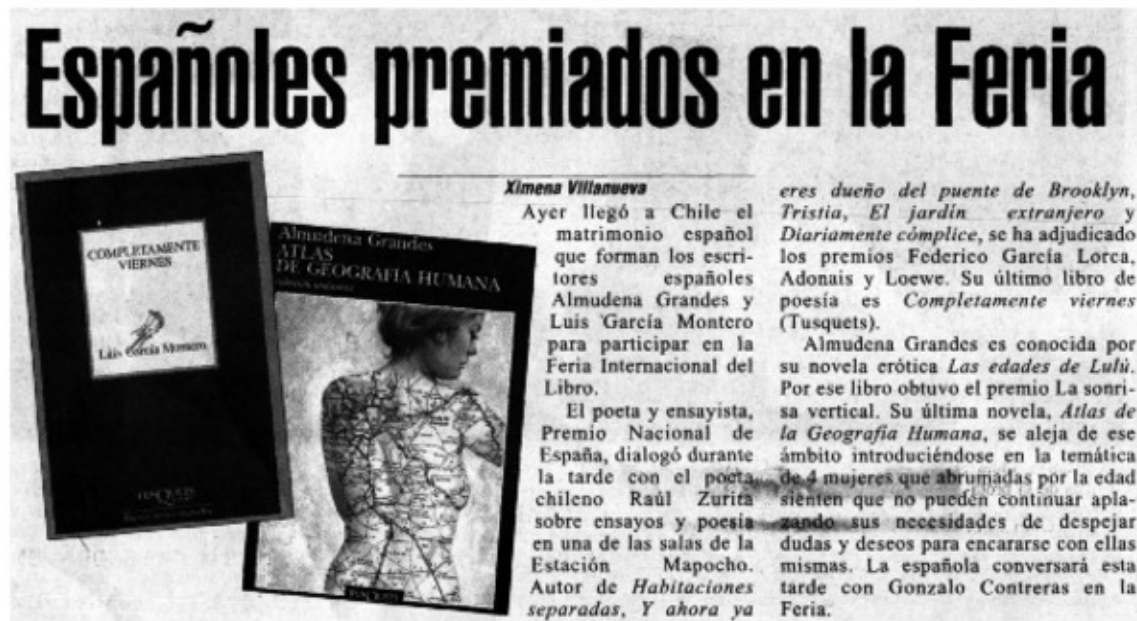 Españoles premiados en la Feria
COMPLETAMENTE
VIERNES
Luis García Montero
TUSQUETS
Almudena Grandes
ATLAS
DE GEOGRAFIA HUMANA
TUSQUETS
Ximena Villanueva
Ayer llegó a Chile el
matrimonio español
que forman los escri-
tores españoles
Almudena Grandes y
Luis García Montero
para participar en la
Feria Internacional del
Libro.
El poeta y ensayista,
Premio Nacional de
España, dialogó durante
la tarde con el poeta
chileno Raúl Zurita
sobre ensayos y poesía
en una de las salas de la
Estación Mapocho.
Autor de Habitaciones
separadas, Y ahora ya
eres dueño del puente de Brooklyn,
Tristia, El jardín extranjero y
Diariamente cómplice, se ha adjudicado
los premios Federico García Lorca,
Adonais y Loewe. Su último libro de
poesía es Completamente viernes
(Tusquets).
Almudena Grandes es conocida por
su novela erótica Las edades de Lulú.
Por ese libro obtuvo el premio La sonri-
sa vertical. Su última novela, Atlas de
la Geografía Humana, se aleja de ese
ámbito introduciéndose en la temática
de 4 mujeres que abrumadas por la edad
sienten que no pueden continuar apla-
zando sus necesidades de despejar
dudas y deseos para encararse con ellas
mismas. La española conversará esta
tarde con Gonzalo Contreras en la
Feria.